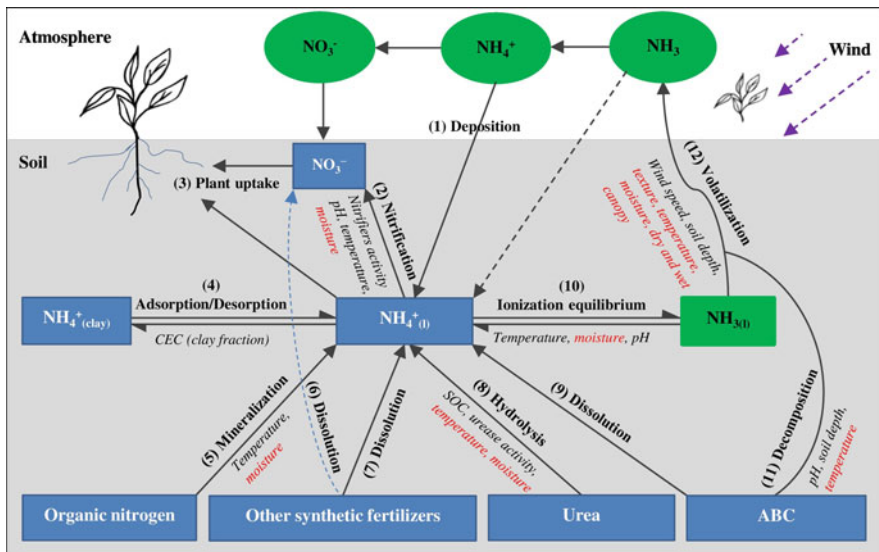 Atmosphere
NO₃⁻
NH₄⁺
NH₃
Wind
(1) Deposition
Soil
NO₃⁻
(3) Plant uptake
(2) Nitrification
Nitrifiers activity
pH, temperature,
moisture
(12) Volatilization
Wind speed, soil depth,
texture, temperature,
moisture, dry and wet
canopy
(4)
Adsorption/Desorption
NH₄⁺(clay)
CEC (clay fraction)
NH₄⁺(l)
(10)
Ionization equilibrium
Temperature, moisture, pH
NH₃(l)
(5) Mineralization
Temperature,
moisture
(6) Dissolution
(7) Dissolution
(8) Hydrolysis
SOC, urease activity,
temperature, moisture
(9) Dissolution
(11) Decomposition
pH, soil depth,
temperature
Organic nitrogen
Other synthetic fertilizers
Urea
ABC